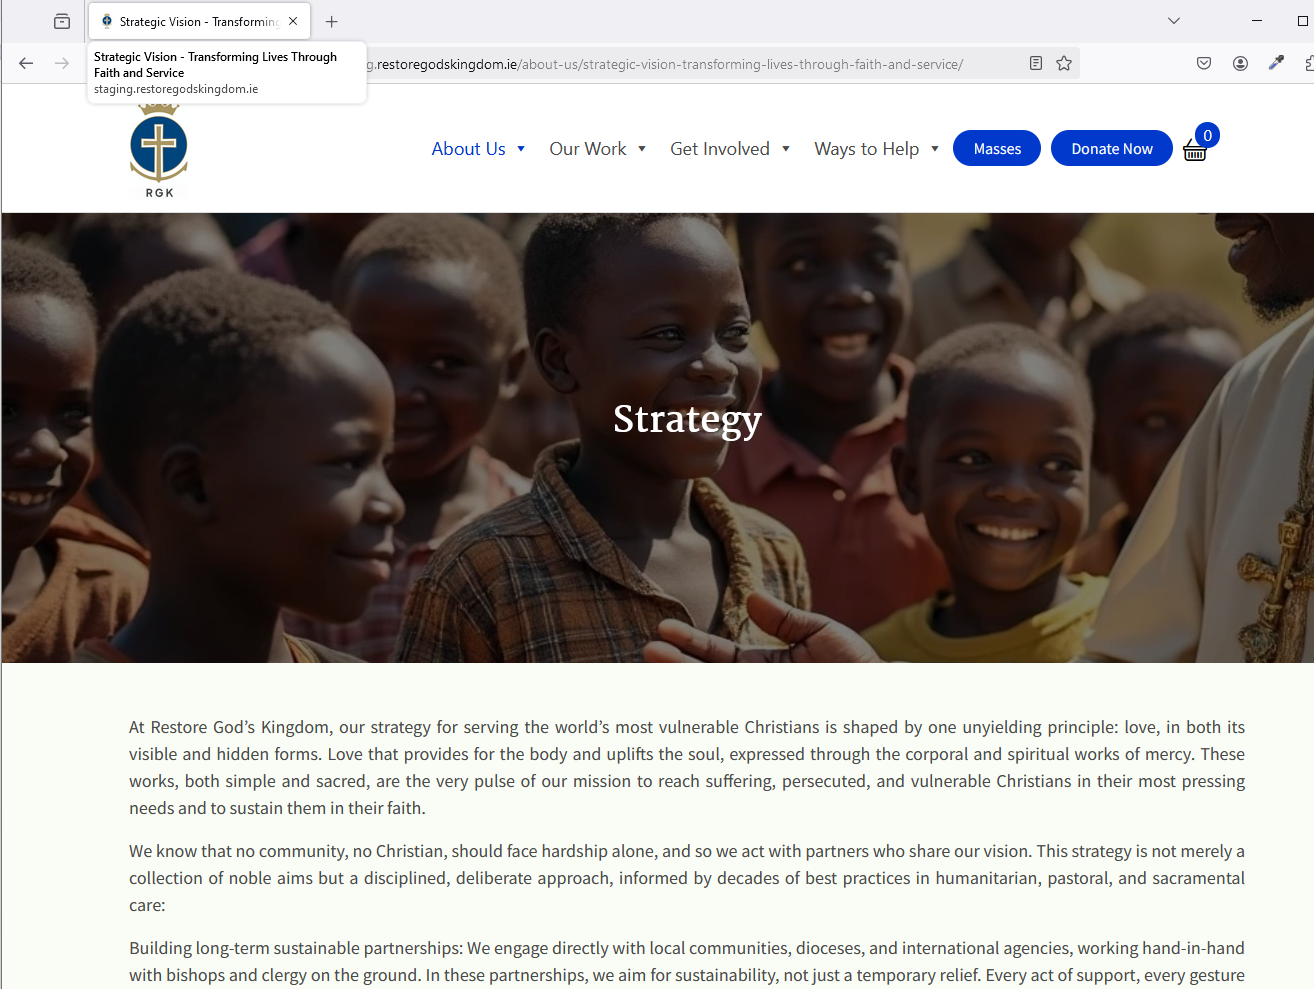 Strategic Vision - Transforming
Strategic Vision - Transforming Lives Through
Faith and Service
staging.restoregodskingdom.ie
g.restoregodskingdom.ie/about-us/strategic-vision-transforming-lives-through-faith-and-service/
RGK
About Us
Our Work
Get Involved
Ways to Help
Masses
Donate Now
0
Strategy
At Restore God’s Kingdom, our strategy for serving the world’s most vulnerable Christians is shaped by one unyielding principle: love, in both its
visible and hidden forms. Love that provides for the body and uplifts the soul, expressed through the corporal and spiritual works of mercy. These
works, both simple and sacred, are the very pulse of our mission to reach suffering, persecuted, and vulnerable Christians in their most pressing
needs and to sustain them in their faith.
We know that no community, no Christian, should face hardship alone, and so we act with partners who share our vision. This strategy is not merely a
collection of noble aims but a disciplined, deliberate approach, informed by decades of best practices in humanitarian, pastoral, and sacramental
care:
Building long-term sustainable partnerships: We engage directly with local communities, dioceses, and international agencies, working hand-in-hand
with bishops and clergy on the ground. In these partnerships, we aim for sustainability, not just a temporary relief. Every act of support, every gesture